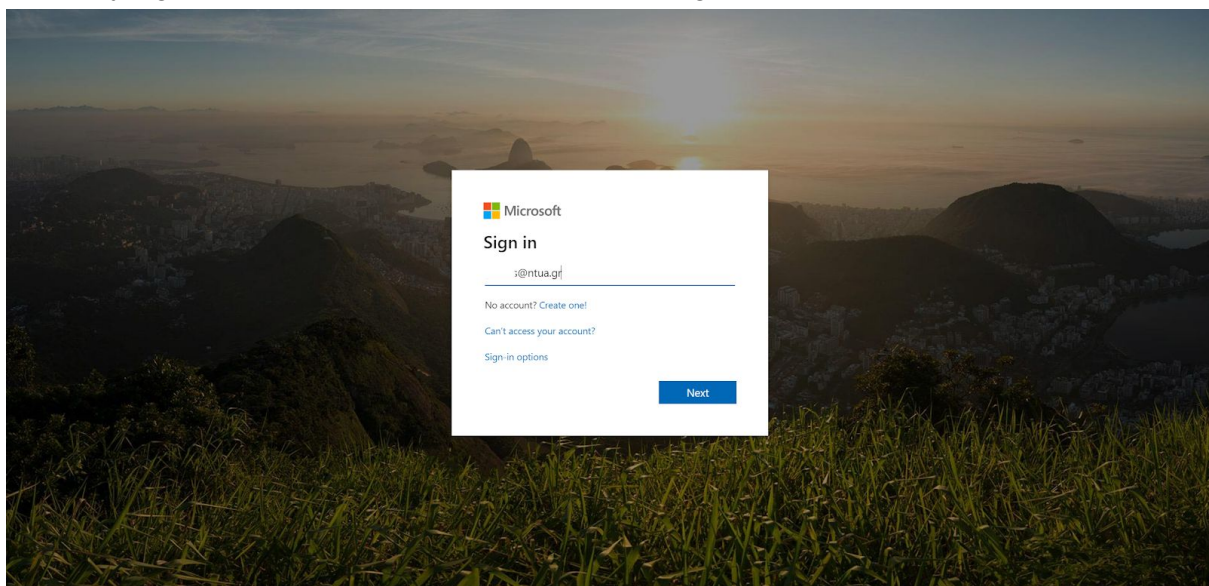 Microsoft
Sign in
s@ntua.gr
No account? Create one!
Can't access your account?
Sign-in options
Next